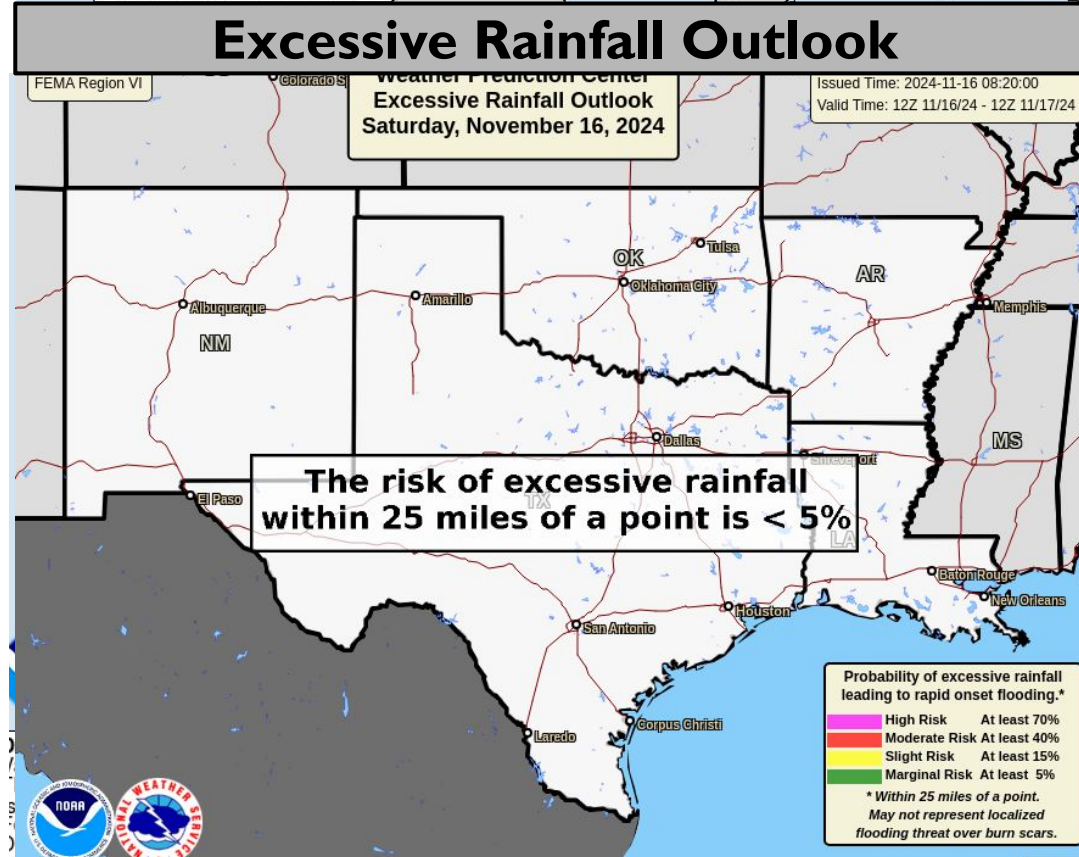 Excessive Rainfall Outlook
FEMA Region VI
Weather Prediction Center
Excessive Rainfall Outlook
Saturday, November 16, 2024
Issued Time: 2024-11-16 08:20:00
Valid Time: 12Z 11/16/24 - 12Z 11/17/24
Colorado S
Tulsa
OK
Oklahoma City
AR
Amarillo
Albuquerque
Memphis
NM
Dallas
MS
Shreveport
The risk of excessive rainfall
within 25 miles of a point is < 5%
El Paso
TX
LA
Baton Rouge
New Orleans
Houston
San Antonio
Corpus Christi
Laredo
Probability of excessive rainfall
leading to rapid onset flooding.*
High Risk At least 70%
Moderate Risk At least 40%
Slight Risk At least 15%
Marginal Risk At least 5%
* Within 25 miles of a point.
May not represent localized
flooding threat over burn scars.
NOAA
NATIONAL WEATHER SERVICE